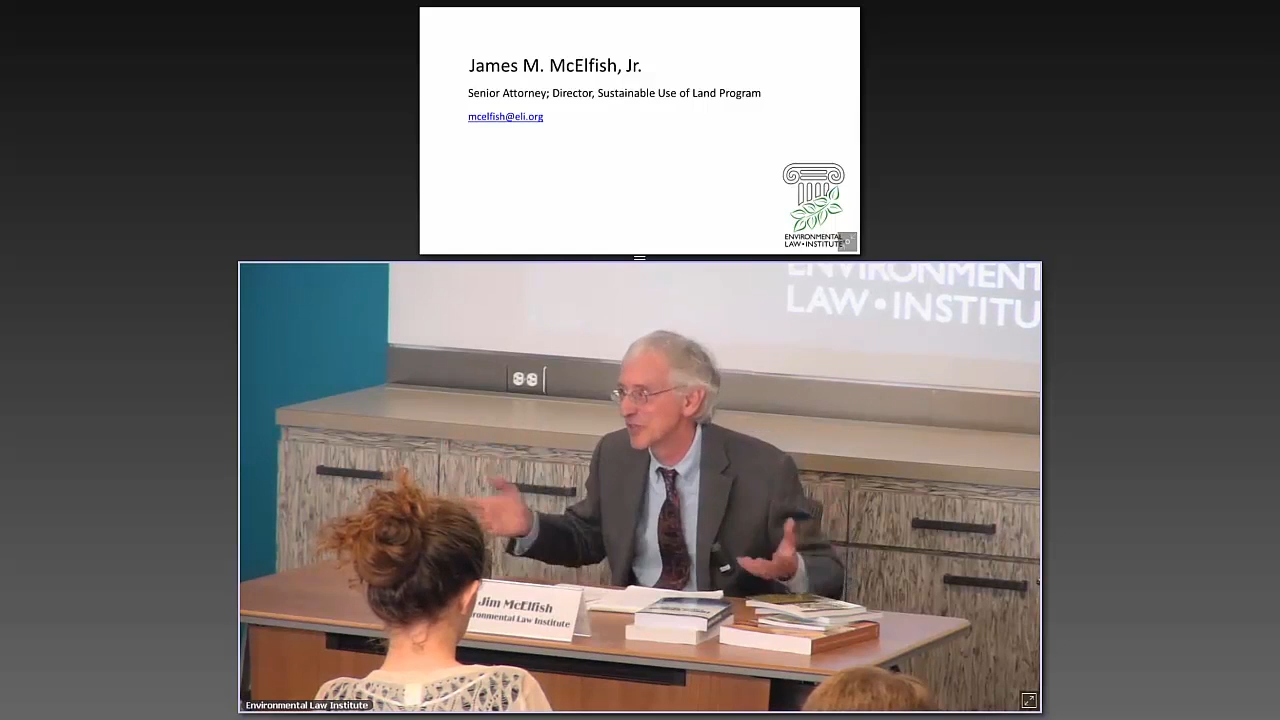 James M. McElfish, Jr.
Senior Attorney; Director, Sustainable Use of Land Program
mcelfish@eli.org
ENVIRONMENTAL
LAW•INSTITUTE
ENVIRONMENT
LAW•INSTITU
Jim McElfish
ronmental Law Institute
Environmental Law Institute